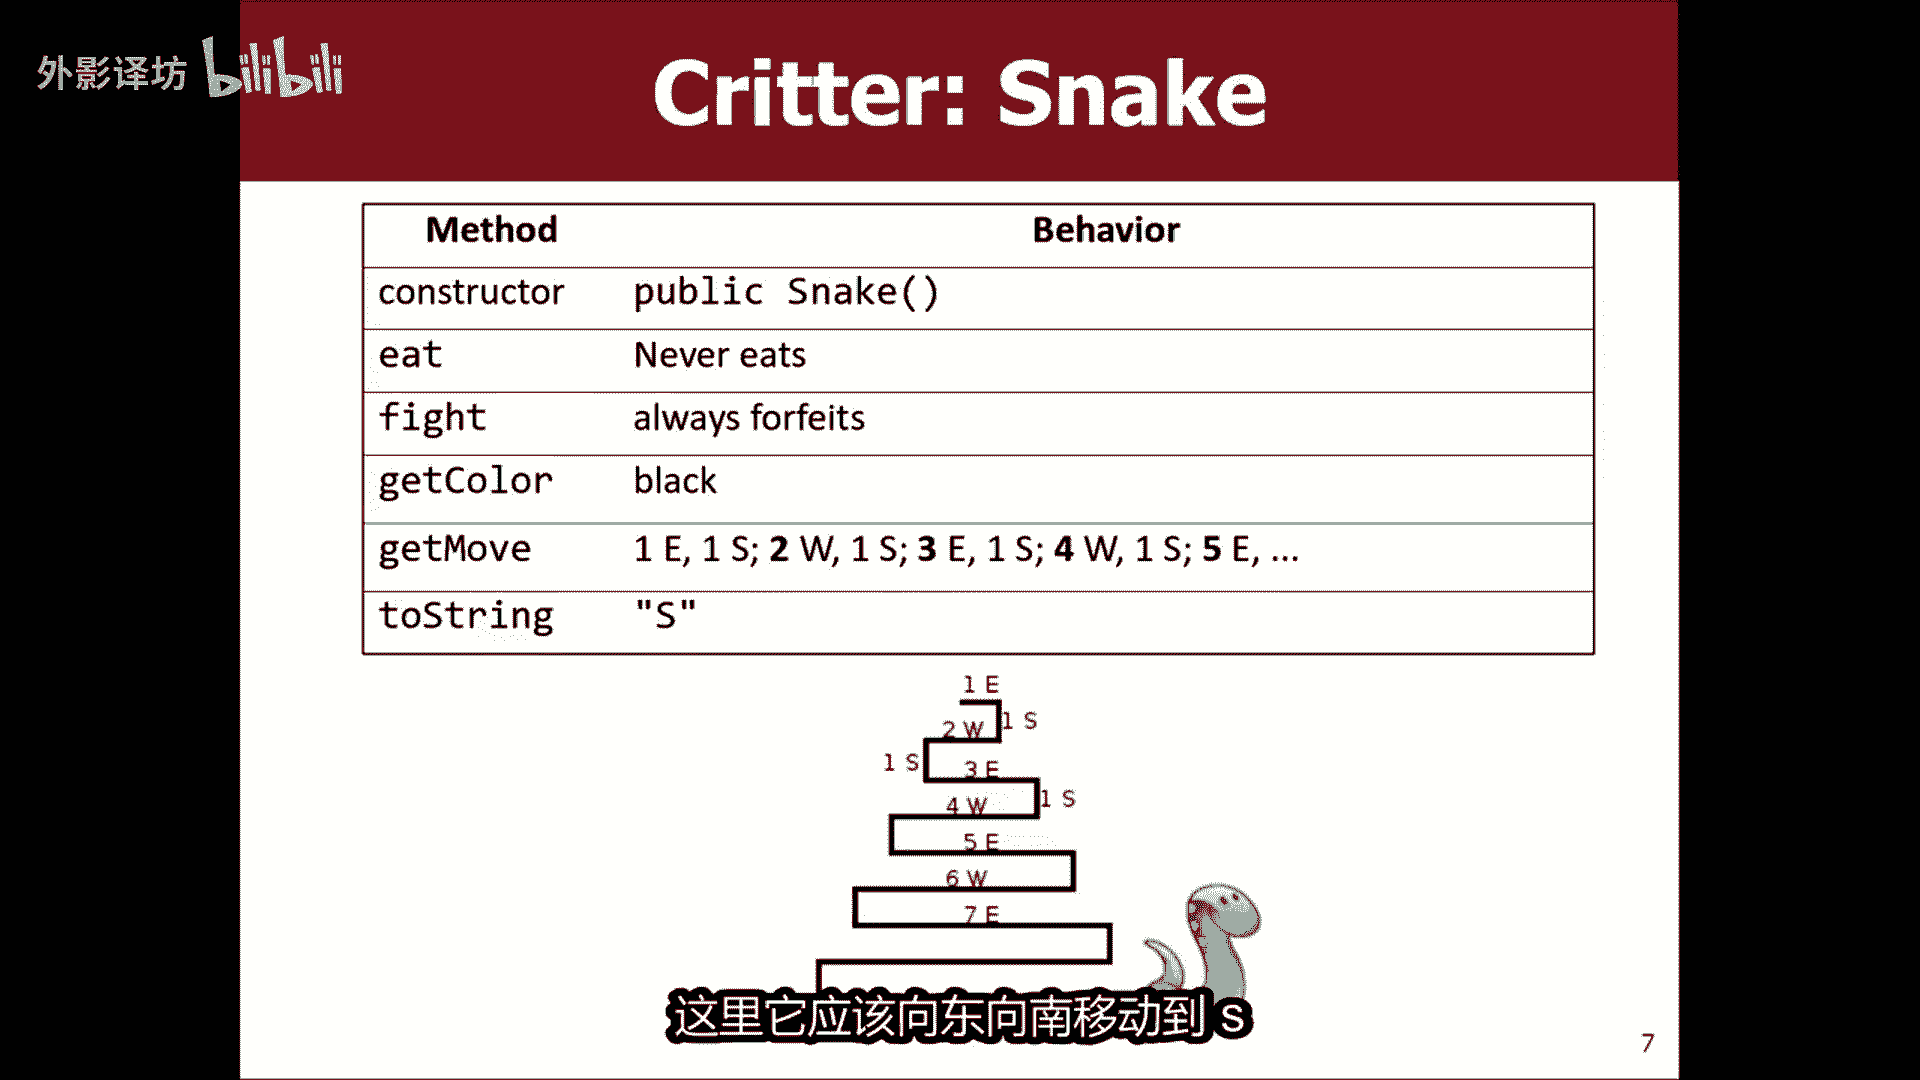 外影译坊 bilibili
Critter: Snake
Method Behavior
constructor public Snake()
eat Never eats
fight always forfeits
getColor black
getMove 1 E, 1 S; 2 W, 1 S; 3 E, 1 S; 4 W, 1 S; 5 E, ...
toString "S"
1 E
1 S
2 W
1 S
3 E
1 S
4 W
5 E
6 W
7 E
这里它应该向东向南移动到 s
7